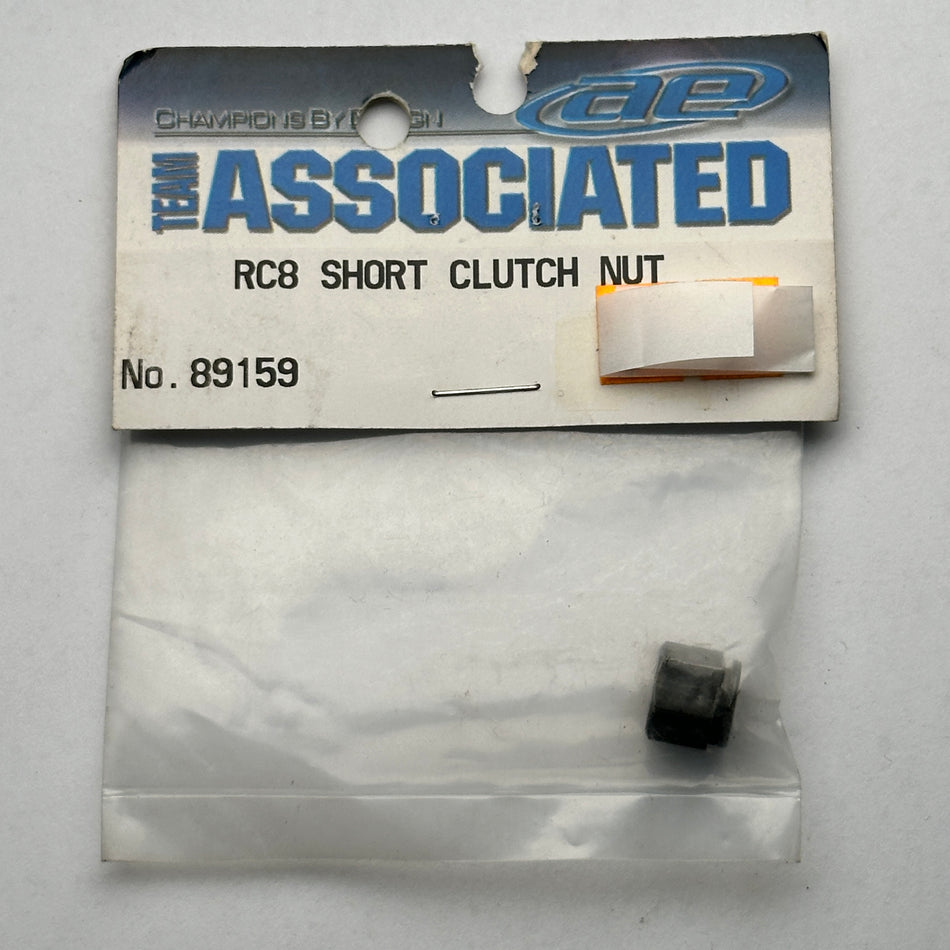 CHAMPIONS BY
ae
TEAM ASSOCIATED
RC8 SHORT CLUTCH NUT
No. 89159